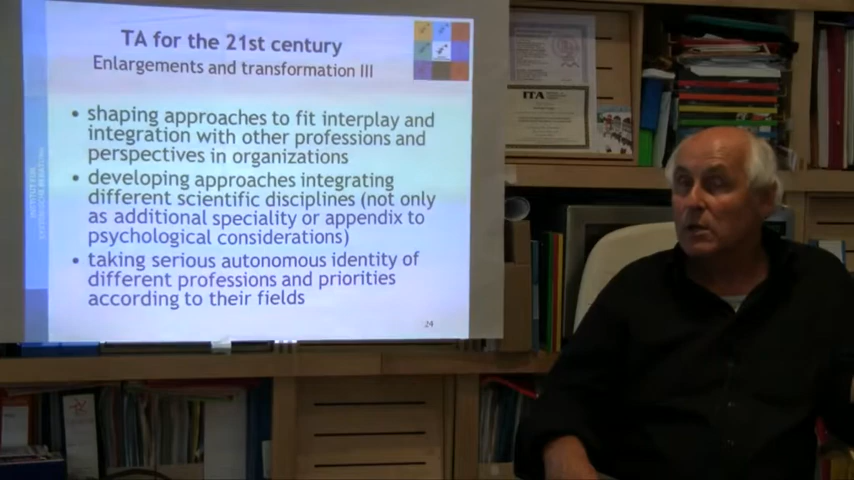 TA for the 21st century
Enlargements and transformation III
• shaping approaches to fit interplay and
integration with other professions and
perspectives in organizations
• developing approaches integrating
different scientific disciplines (not only
as additional speciality or appendix to
psychological considerations)
• taking serious autonomous identity of
different professions and priorities
according to their fields
24
ITA